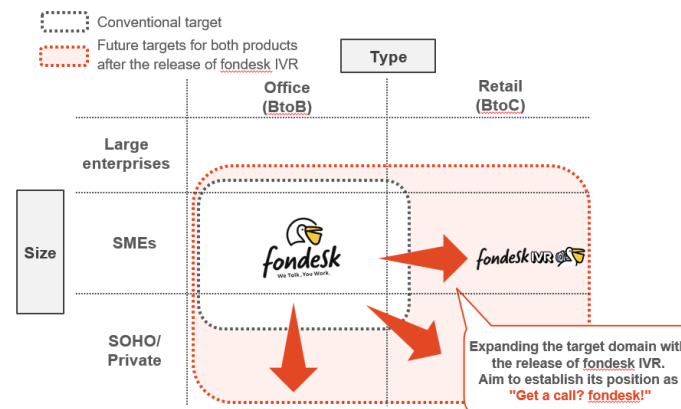 Conventional target
Future targets for both products
after the release of fondesk IVR
Type
Office
(BtoB)
Retail
(BtoC)
Large
enterprises
Size
SMEs
fondesk
We Talk, You Work.
fondesk IVR
SOHO/
Private
Expanding the target domain with
the release of fondesk IVR.
Aim to establish its position as
"Get a call? fondesk!"